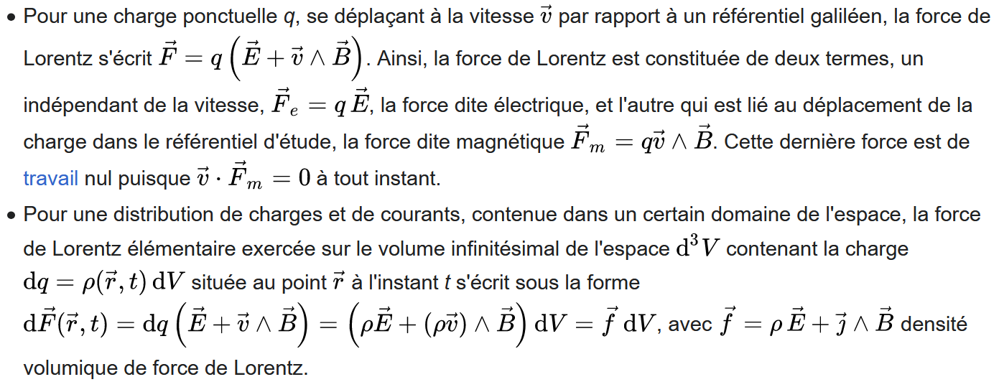 • Pour une charge ponctuelle q, se déplaçant à la vitesse $\vec{v}$ par rapport à un référentiel galiléen, la force de
Lorentz s'écrit $\vec{F} = q\left(\vec{E} + \vec{v} \wedge \vec{B}\right)$. Ainsi, la force de Lorentz est constituée de deux termes, un
indépendant de la vitesse, $\vec{F}_e = q\,\vec{E}$, la force dite électrique, et l'autre qui est lié au déplacement de la
charge dans le référentiel d'étude, la force dite magnétique $\vec{F}_m = q\vec{v} \wedge \vec{B}$. Cette dernière force est de
travail nul puisque $\vec{v} \cdot \vec{F}_m = 0$ à tout instant.
• Pour une distribution de charges et de courants, contenue dans un certain domaine de l'espace, la force
de Lorentz élémentaire exercée sur le volume infinitésimal de l'espace $\mathrm{d}^3 V$ contenant la charge
$\mathrm{d}q = \rho(\vec{r}, t)\,\mathrm{d}V$ située au point $\vec{r}$ à l'instant t s'écrit sous la forme
$\mathrm{d}\vec{F}(\vec{r}, t) = \mathrm{d}q\left(\vec{E} + \vec{v} \wedge \vec{B}\right) = \left(\rho\vec{E} + (\rho\vec{v}) \wedge \vec{B}\right)\mathrm{d}V = \vec{f}\,\mathrm{d}V$, avec $\vec{f} = \rho\,\vec{E} + \vec{\jmath} \wedge \vec{B}$ densité
volumique de force de Lorentz.